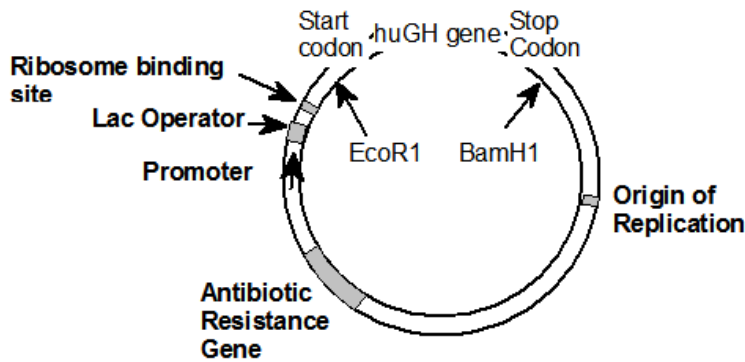 Start
codon
huGH gene
Stop
Codon
Ribosome binding
site
Lac Operator
Promoter
EcoR1
BamH1
Origin of
Replication
Antibiotic
Resistance
Gene